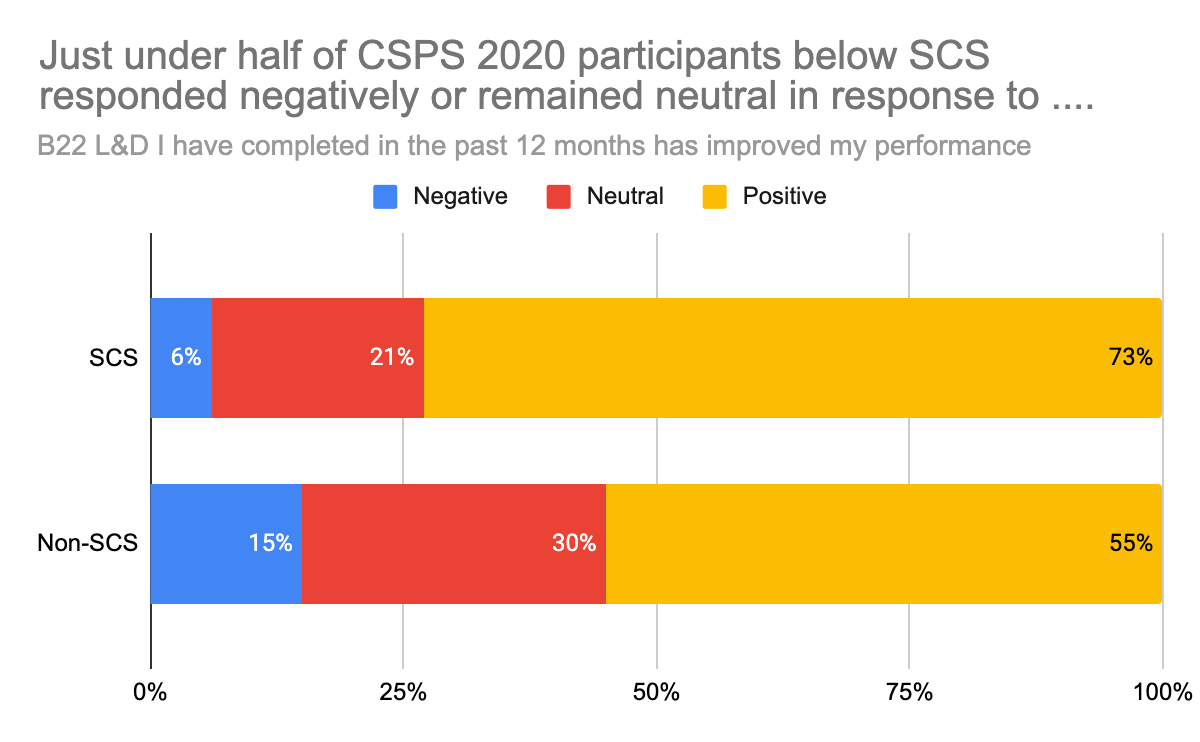 Just under half of CSPS 2020 participants below SCS
responded negatively or remained neutral in response to ....
B22 L&D I have completed in the past 12 months has improved my performance
Negative Neutral Positive
SCS 6% 21% 73%
Non-SCS 15% 30% 55%
0% 25% 50% 75% 100%